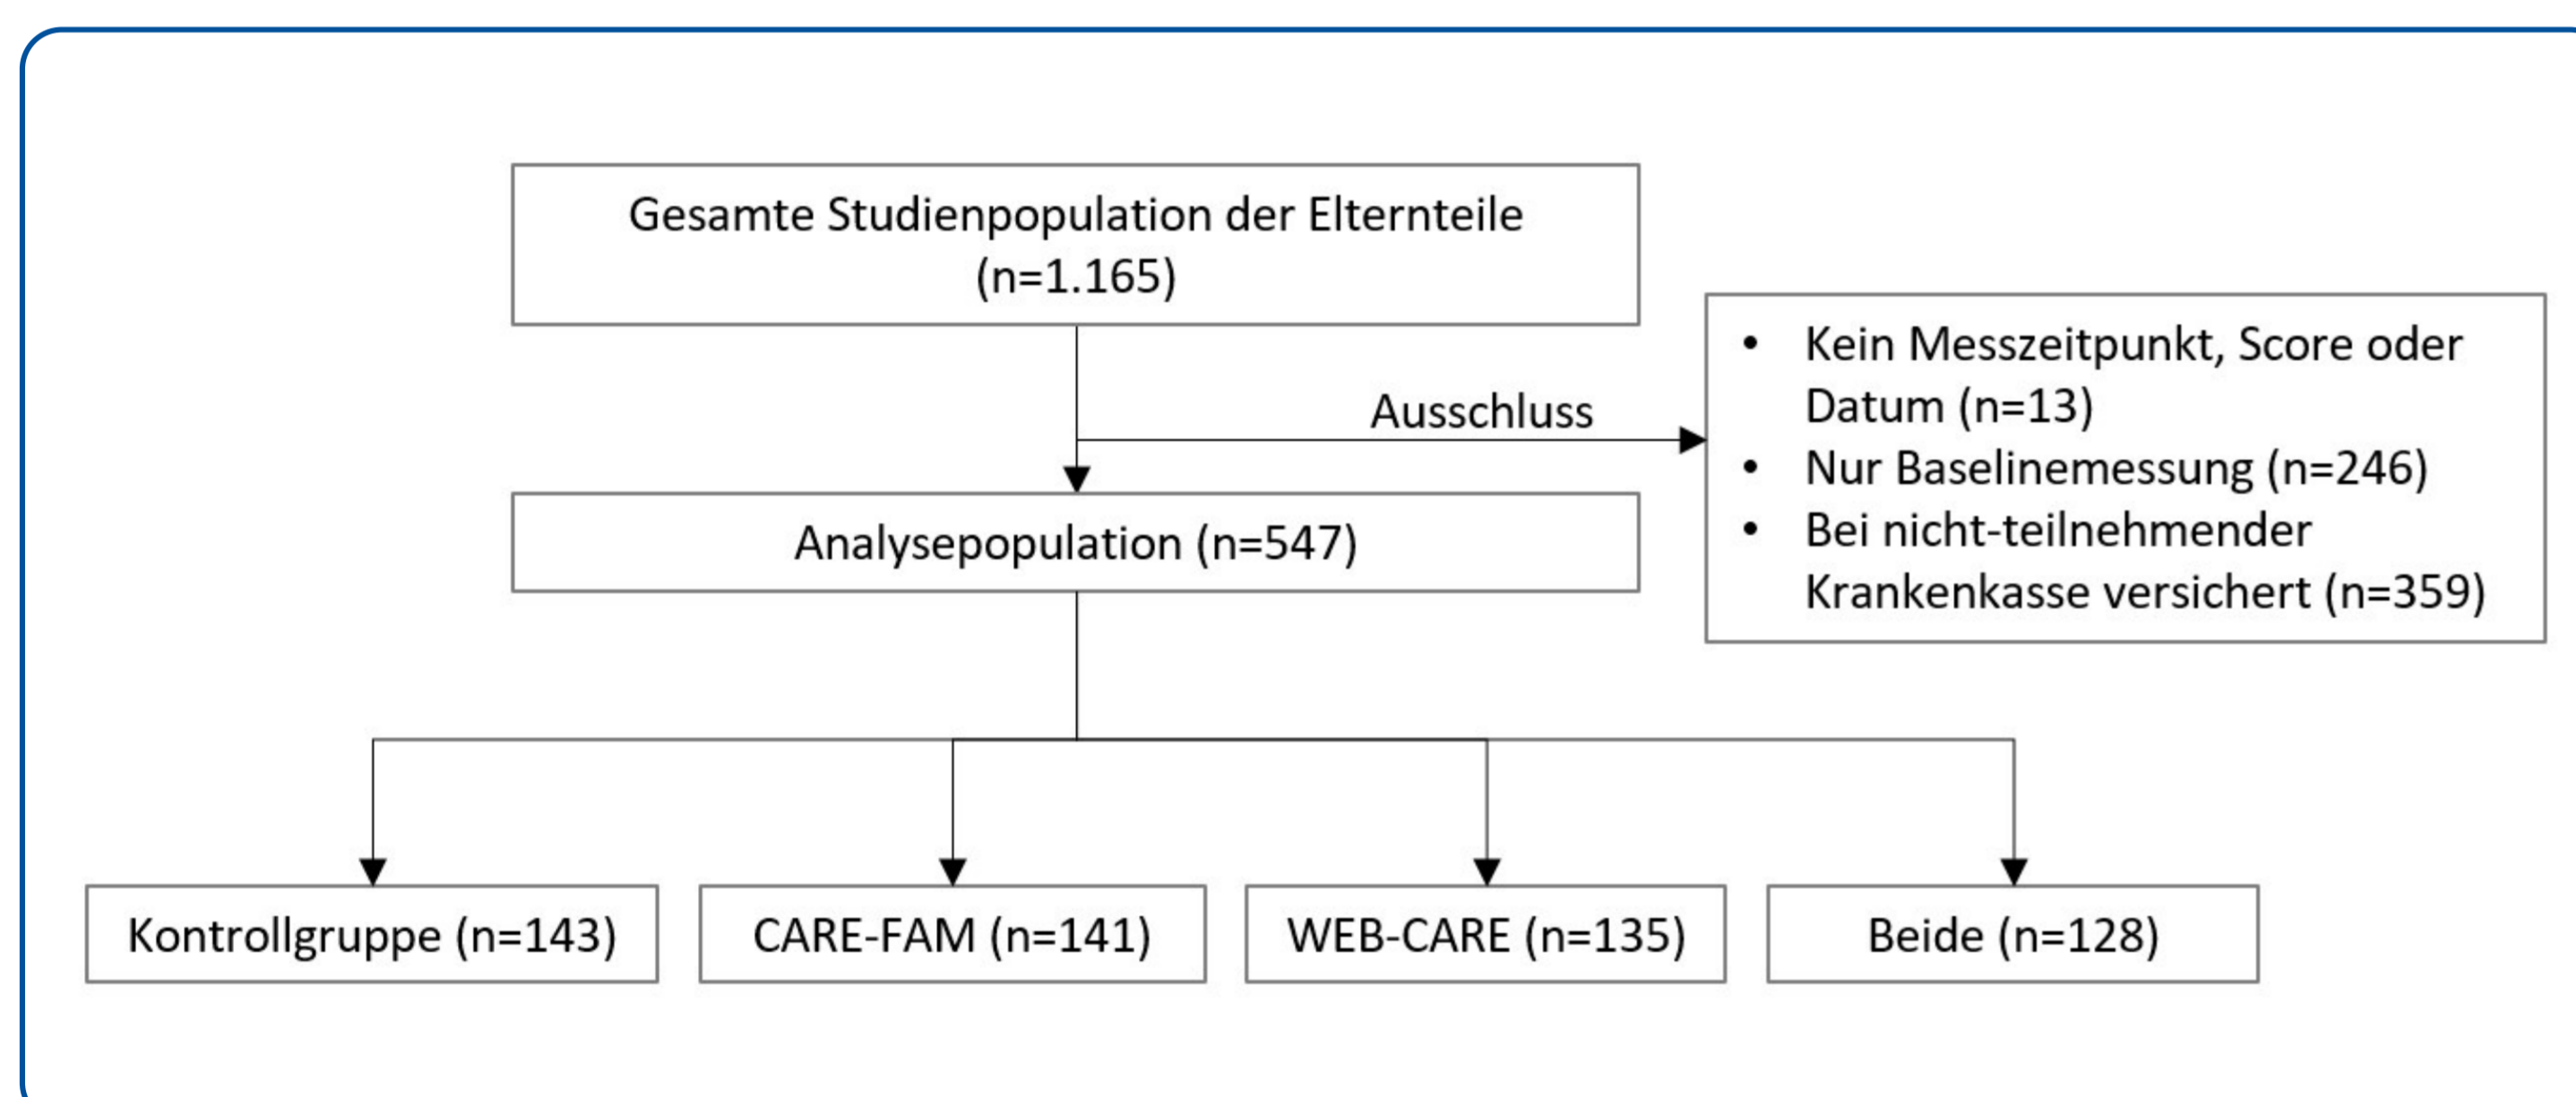 Gesamte Studienpopulation der Elternteile
(n=1.165)
Ausschluss
• Kein Messzeitpunkt, Score oder
Datum (n=13)
• Nur Baselinemessung (n=246)
• Bei nicht-teilnehmender
Krankenkasse versichert (n=359)
Analysepopulation (n=547)
Kontrollgruppe (n=143)
CARE-FAM (n=141)
WEB-CARE (n=135)
Beide (n=128)